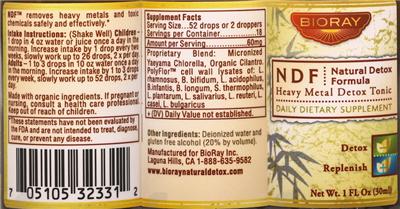 NDF™ removes heavy metals and toxic
chemicals safely and effectively.*
Intake Instructions: (Shake Well) Children -
1 drop in 10 oz water or juice once a day in the
morning. Increase intake by 1 drop every two
weeks, slowly work up to 26 drops, 2 x per day.
Adults - 1 to 3 drops in 10 oz water once a day in
the morning. Increase intake by 1 to 3 drops
every week, slowly work up to 52 drops, 2 x per
day.
Made with organic ingredients. If pregnant or
nursing, consult a health care professional.
Keep out of reach of children.
*These statements have not been evaluated by
the FDA and are not intended to treat, diagnose,
cure, or prevent any disease.
7 05105 32331 2
Supplement Facts
Serving Size...52 drops or 2 droppers
Servings per Container...18
Amount per Serving...60mg
Proprietary Blend: Micronized
Yaeyama Chlorella, Organic Cilantro.
PolyFlor™ cell wall lysates of: L.
rhamnosus, B. bifidum, L. acidophilus,
B.infantis, B. longum, S. thermophilus,
L. plantarum, L. salivarius, L. reuteri, L.
casei, L. bulgaricus
+ (DV) Daily Value not established.
Other ingredients: Deionized water and
gluten free alcohol (20% by volume).
Manufactured for BioRay Inc.
Laguna Hills, CA 1-888-635-9582
www.bioraynaturaldetox.com
BIORAY
NDF Natural Detox
Formula
Heavy Metal Detox Tonic
DAILY DIETARY SUPPLEMENT
Detox
Replenish
Net Wt. 1 FL Oz (30ml)